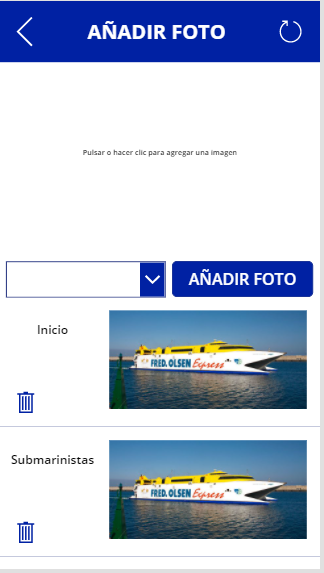 AÑADIR FOTO
Pulsar o hacer clic para agregar una imagen
AÑADIR FOTO
Inicio
FRED. OLSEN Express
Submarinistas
FRED. OLSEN Express